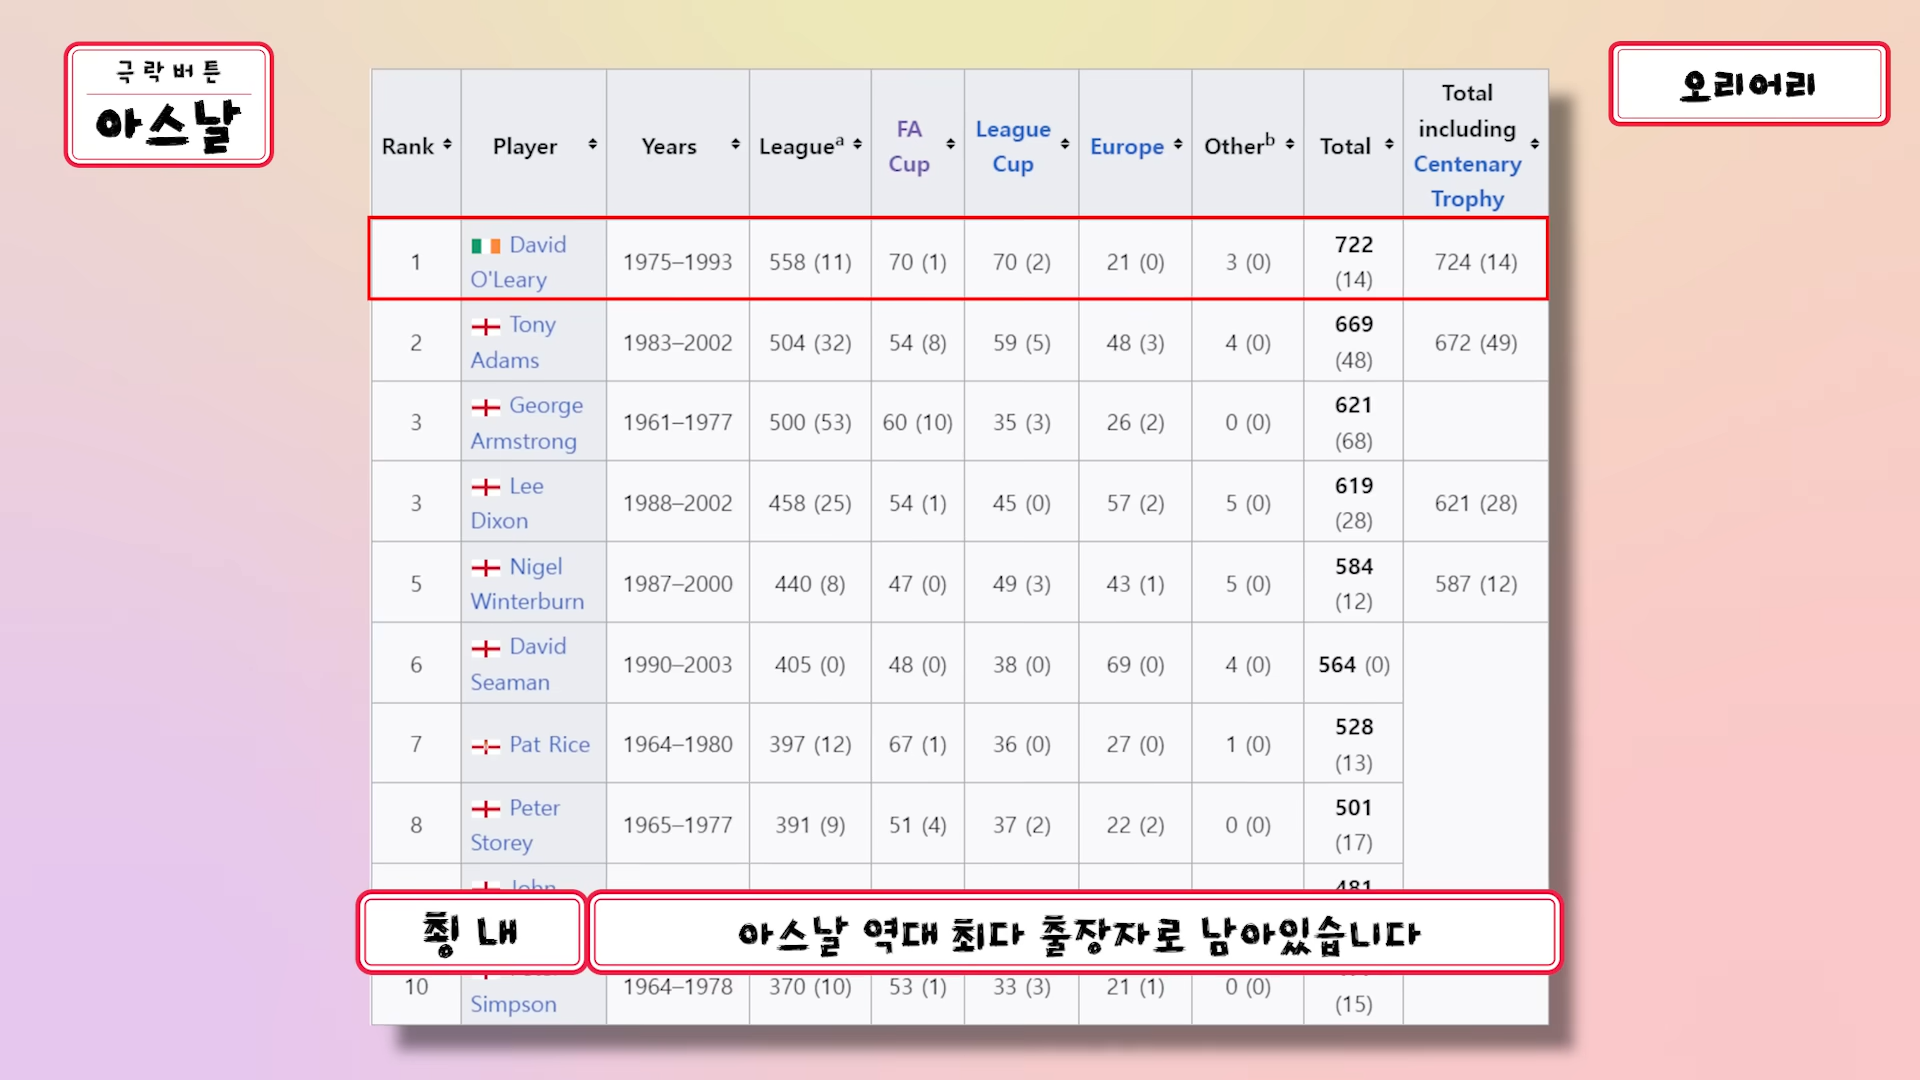 극락버튼
아스날
오리어리
Rank Player Years Leagueᵃ FA Cup League Cup Europe Otherᵇ Total Total including Centenary Trophy
1 David O'Leary 1975–1993 558 (11) 70 (1) 70 (2) 21 (0) 3 (0) 722 (14) 724 (14)
2 Tony Adams 1983–2002 504 (32) 54 (8) 59 (5) 48 (3) 4 (0) 669 (48) 672 (49)
3 George Armstrong 1961–1977 500 (53) 60 (10) 35 (3) 26 (2) 0 (0) 621 (68)
3 Lee Dixon 1988–2002 458 (25) 54 (1) 45 (0) 57 (2) 5 (0) 619 (28) 621 (28)
5 Nigel Winterburn 1987–2000 440 (8) 47 (0) 49 (3) 43 (1) 5 (0) 584 (12) 587 (12)
6 David Seaman 1990–2003 405 (0) 48 (0) 38 (0) 69 (0) 4 (0) 564 (0)
7 Pat Rice 1964–1980 397 (12) 67 (1) 36 (0) 27 (0) 1 (0) 528 (13)
8 Peter Storey 1965–1977 391 (9) 51 (4) 37 (2) 22 (2) 0 (0) 501 (17)
John 481
칭 내 아스날 역대 최다 출장자로 남아있습니다
10 Simpson 1964–1978 370 (10) 53 (1) 33 (3) 21 (1) 0 (0) (15)